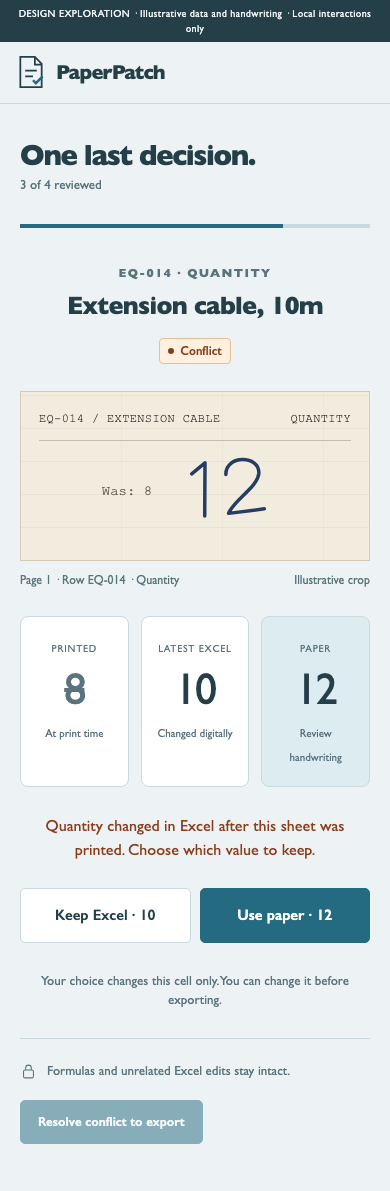 DESIGN EXPLORATION · Illustrative data and handwriting · Local interactions
only
PaperPatch
One last decision.
3 of 4 reviewed
EQ-014 · QUANTITY
Extension cable, 10m
Conflict
EQ-014 / EXTENSION CABLE QUANTITY
Was: 8 12
Page 1 · Row EQ-014 · Quantity Illustrative crop
PRINTED LATEST EXCEL PAPER
8 10 12
At print time Changed digitally Review
handwriting
Quantity changed in Excel after this sheet was
printed. Choose which value to keep.
Keep Excel · 10 Use paper · 12
Your choice changes this cell only.You can change it before
exporting.
Formulas and unrelated Excel edits stay intact.
Resolve conflict to export